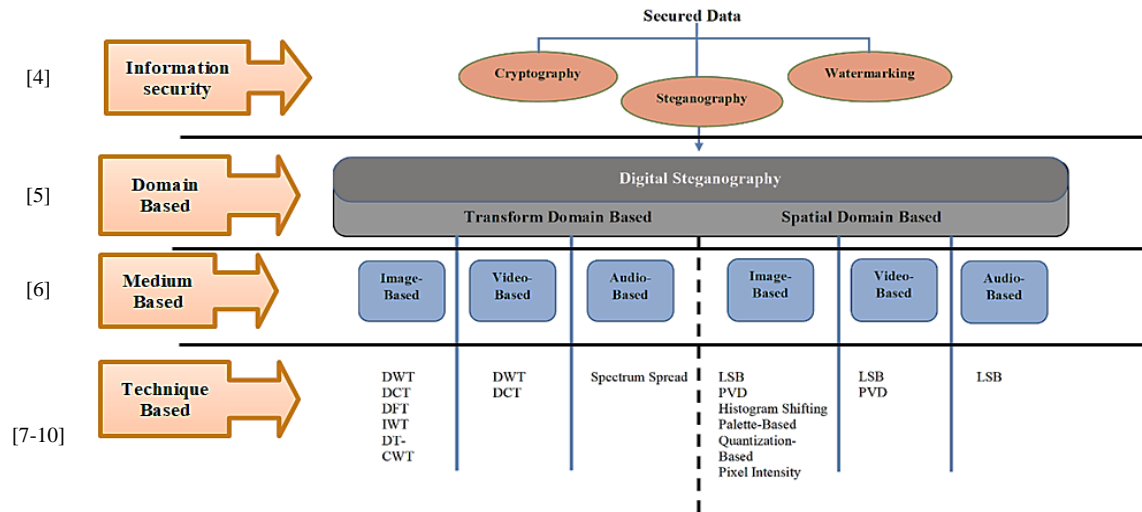 Secured Data
[4]
Information
security
Cryptography
Steganography
Watermarking
[5]
Domain
Based
Digital Steganography
Transform Domain Based
Spatial Domain Based
[6]
Medium
Based
Image-
Based
Video-
Based
Audio-
Based
Image-
Based
Video-
Based
Audio-
Based
[7-10]
Technique
Based
DWT
DCT
DFT
IWT
DT-
CWT
DWT
DCT
Spectrum Spread
LSB
PVD
Histogram Shifting
Palette-Based
Quantization-
Based
Pixel Intensity
LSB
PVD
LSB